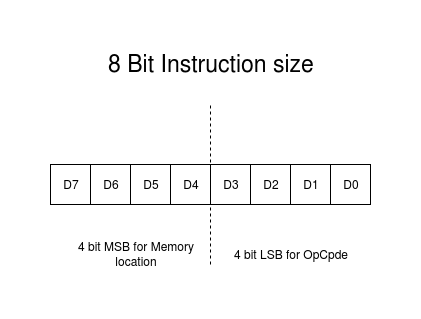 8 Bit Instruction size
D7 D6 D5 D4 D3 D2 D1 D0
4 bit MSB for Memory
location
4 bit LSB for OpCpde